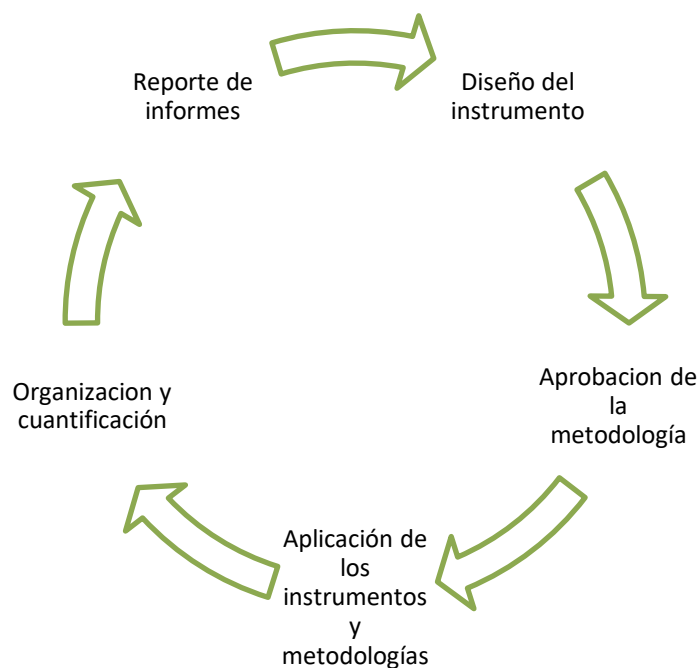 Reporte de
informes
Diseño del
instrumento
Aprobacion de
la
metodología
Aplicación de
los
instrumentos
y
metodologías
Organizacion y
cuantificación